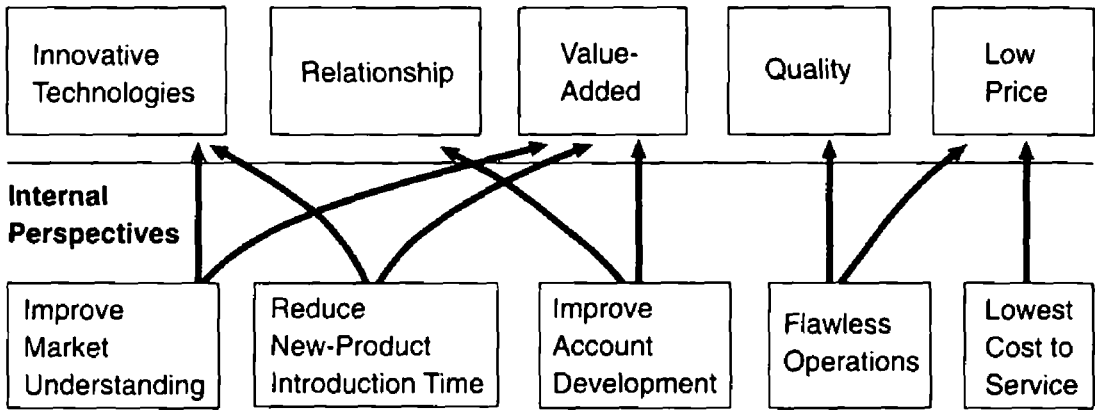 Innovative
Technologies
Relationship
Value-
Added
Quality
Low
Price
Internal
Perspectives
Improve
Market
Understanding
Reduce
New-Product
Introduction Time
Improve
Account
Development
Flawless
Operations
Lowest
Cost to
Service